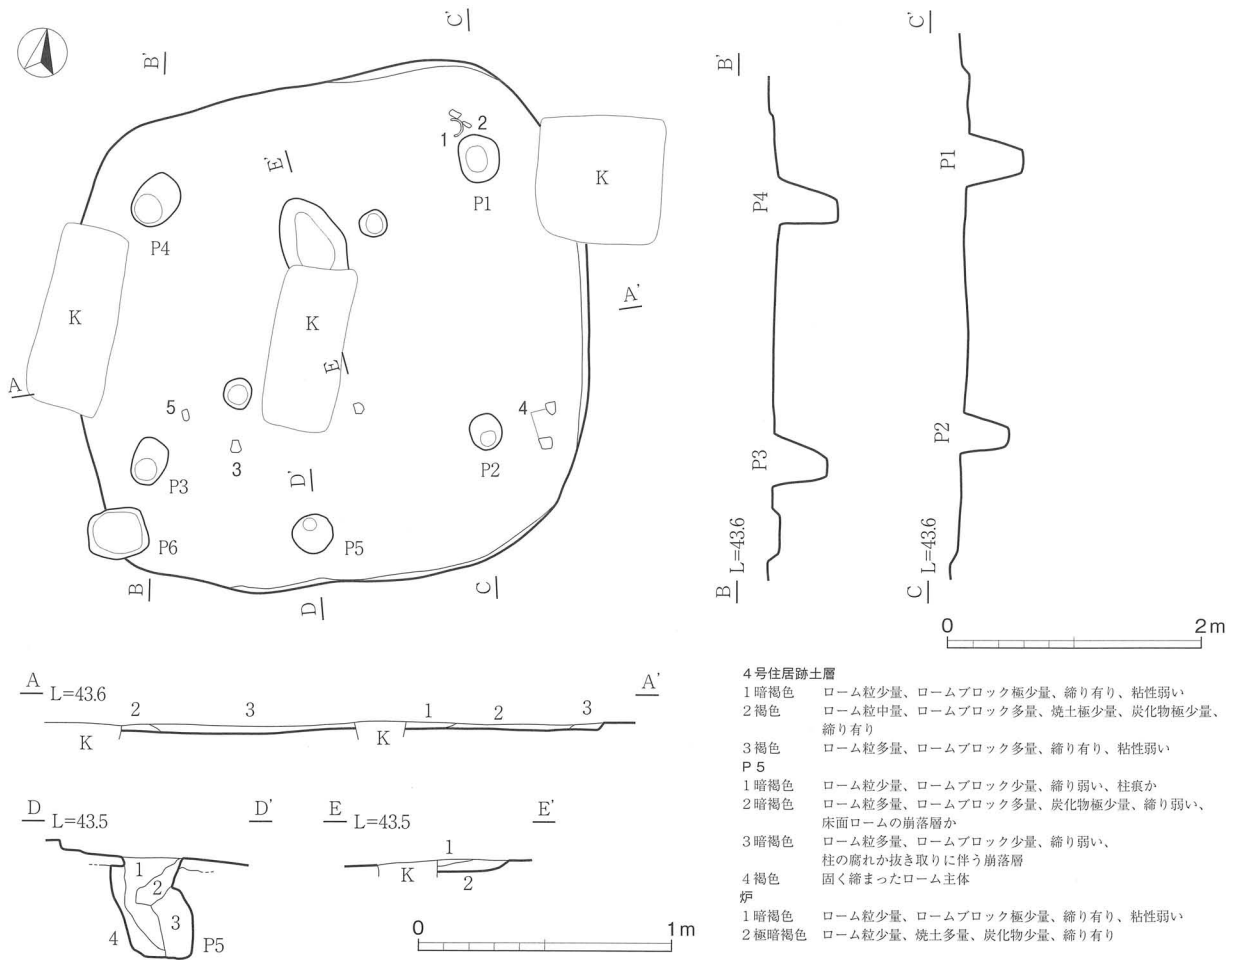 C'
B'
1
2
E'
P1
K
P4
K
K
A'
E
A
5
4
3
P2
P3
D'
P6
P5
B
D
C
B'
P4
P3
L=43.6
B
C'
P1
P2
L=43.6
C
0 2m
A L=43.6
A'
2 3 1 2 3
K K
D L=43.5 D'
1
2
3
4
P5
E L=43.5 E'
1
K
2
0 1m
4号住居跡土層
1暗褐色 ローム粒少量、ロームブロック極少量、締り有り、粘性弱い
2褐色 ローム粒中量、ロームブロック多量、焼土極少量、炭化物極少量、
締り有り
3褐色 ローム粒多量、ロームブロック多量、締り有り、粘性弱い
P5
1暗褐色 ローム粒少量、ロームブロック少量、締り弱い、柱痕か
2暗褐色 ローム粒多量、ロームブロック多量、炭化物極少量、締り弱い、
床面ロームの崩落層か
3暗褐色 ローム粒多量、ロームブロック少量、締り弱い、
柱の腐れか抜き取りに伴う崩落層
4褐色 固く締まったローム主体
炉
1暗褐色 ローム粒少量、ロームブロック極少量、締り有り、粘性弱い
2極暗褐色 ローム粒少量、焼土多量、炭化物少量、締り有り